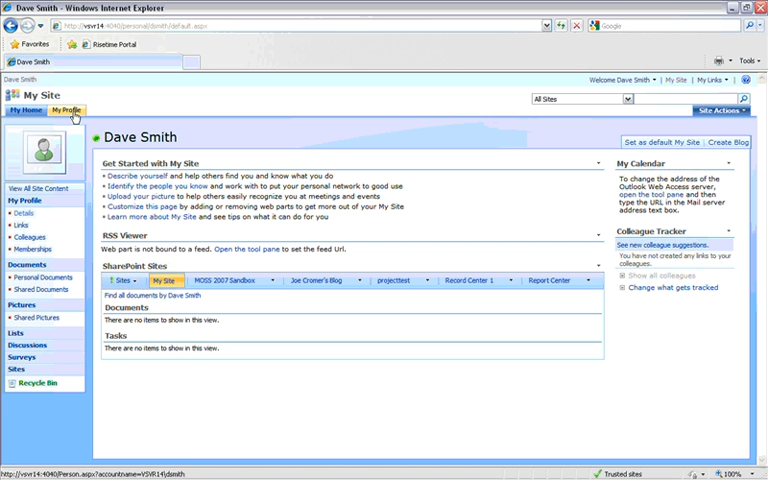 Dave Smith - Windows Internet Explorer
http://vsvr14:4040/personal/dsmith/default.aspx
Google
Favorites
Risetime Portal
Dave Smith
Tools
Dave Smith
Welcome Dave Smith
My Site
My Links
My Site
All Sites
My Home
My Profile
Site Actions
Dave Smith
Set as default My Site | Create Blog
View All Site Content
My Profile
Details
Links
Colleagues
Memberships
Documents
Personal Documents
Shared Documents
Pictures
Shared Pictures
Lists
Discussions
Surveys
Sites
Recycle Bin
Get Started with My Site
Describe yourself and help others find you and know what you do
Identify the people you know and work with to put your personal network to good use
Upload your picture to help others easily recognize you at meetings and events
Customize this page by adding or removing web parts to get more out of your My Site
Learn more about My Site and see tips on what it can do for you
RSS Viewer
Web part is not bound to a feed. Open the tool pane to set the feed Url.
SharePoint Sites
Sites
My Site
MOSS 2007 Sandbox
Joe Cromer's Blog
projecttest
Record Center 1
Report Center
Find all documents by Dave Smith
Documents
There are no items to show in this view.
Tasks
There are no items to show in this view.
My Calendar
To change the address of the
Outlook Web Access server,
open the tool pane and then
type the URL in the Mail server
address text box.
Colleague Tracker
See new colleague suggestions.
You have not created any links to your
colleagues.
Show all colleagues
Change what gets tracked
http://vsvr14:4040/Person.aspx?accountname=VSVR14\dsmith
Trusted sites
100%